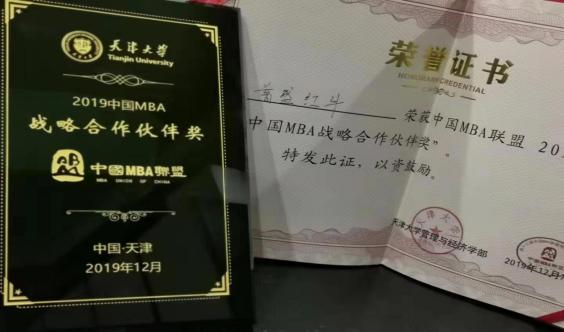 天津大学
Tianjin University
2019中国MBA
战略合作伙伴奖
中國MBA联盟
MBA UNION OF CHINA
中国·天津
2019年12月
荣誉证书
HONORARY CREDENTIAL
荣获中国MBA联盟 20
中国MBA战略合作伙伴奖”。
特发此证，以资鼓励。
天津大学管理与经济学部
2019年12月